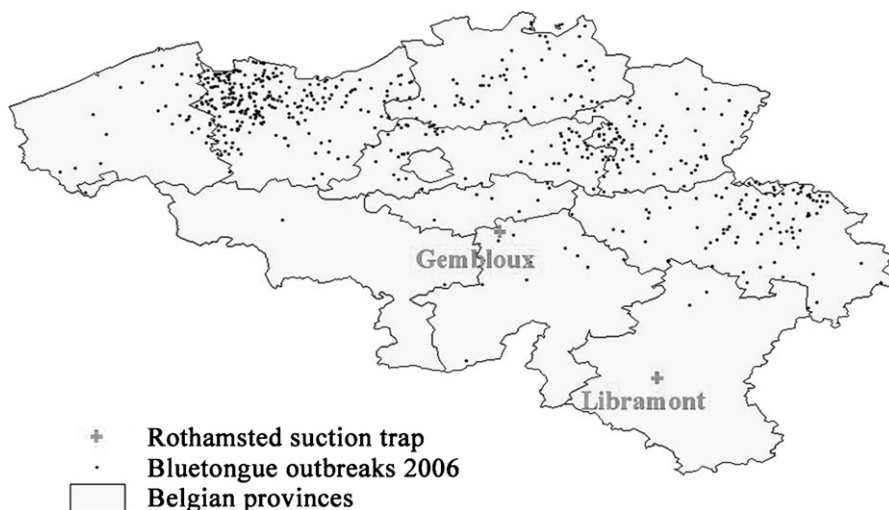 Gembloux
Libramont
Rothamsted suction trap
Bluetongue outbreaks 2006
Belgian provinces